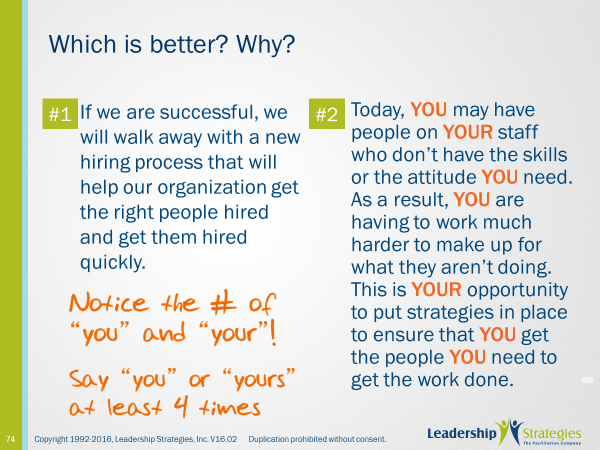 Which is better? Why?
#1
If we are successful, we
will walk away with a new
hiring process that will
help our organization get
the right people hired
and get them hired
quickly.
Notice the # of
“you” and “your”!
Say “you” or “yours”
at least 4 times
#2
Today, YOU may have
people on YOUR staff
who don’t have the skills
or the attitude YOU need.
As a result, YOU are
having to work much
harder to make up for
what they aren’t doing.
This is YOUR opportunity
to put strategies in place
to ensure that YOU get
the people YOU need to
get the work done.
74
Copyright 1992-2016, Leadership Strategies, Inc. V16.02 Duplication prohibited without consent.
Leadership Strategies
The Facilitation Company